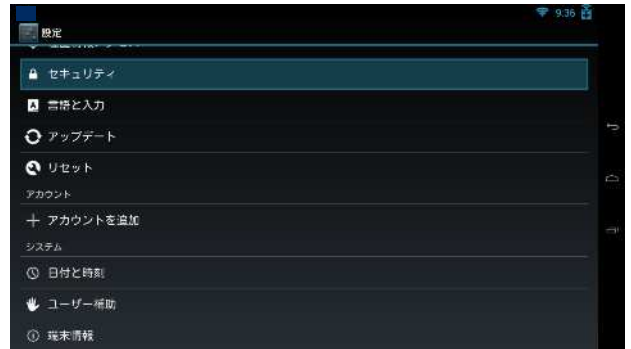 9:36
設定
セキュリティ
言語と入力
アップデート
リセット
アカウント
アカウントを追加
システム
日付と時刻
ユーザー補助
端末情報